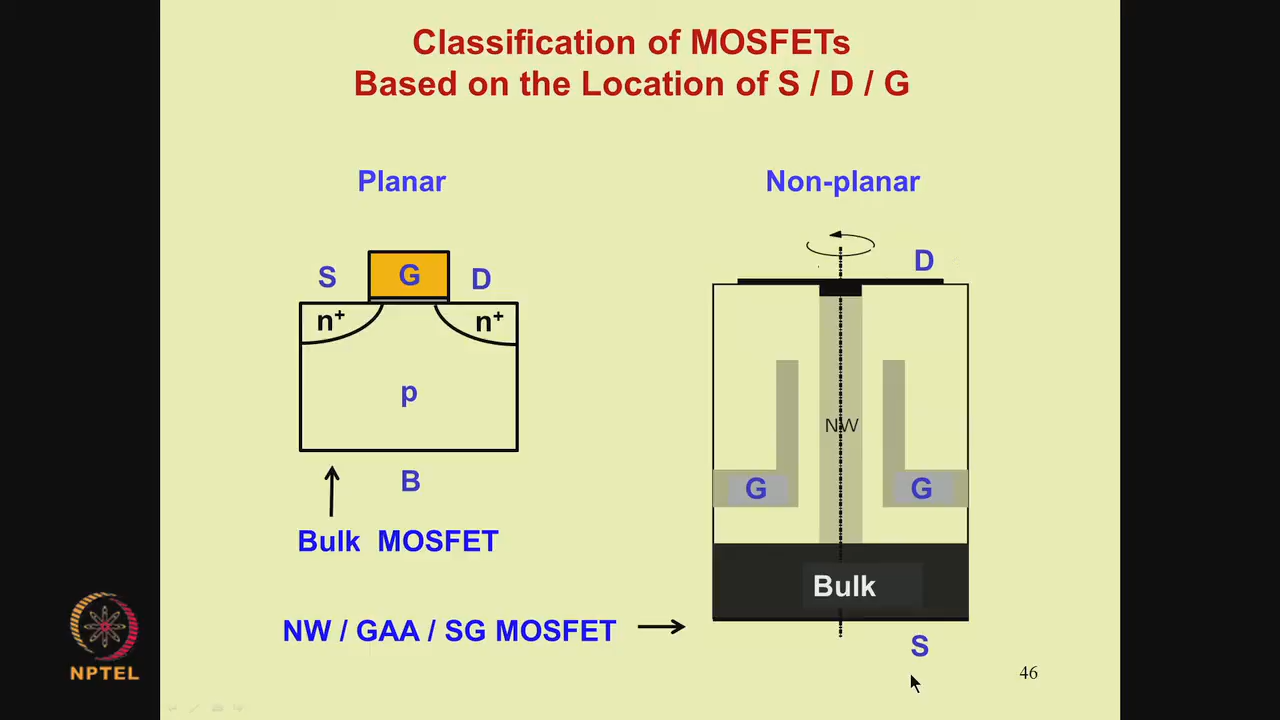 Classification of MOSFETs
Based on the Location of S / D / G
Planar
Non-planar
S
G
D
n+
n+
p
B
Bulk MOSFET
D
NW
G
G
Bulk
NW / GAA / SG MOSFET
S
46
NPTEL